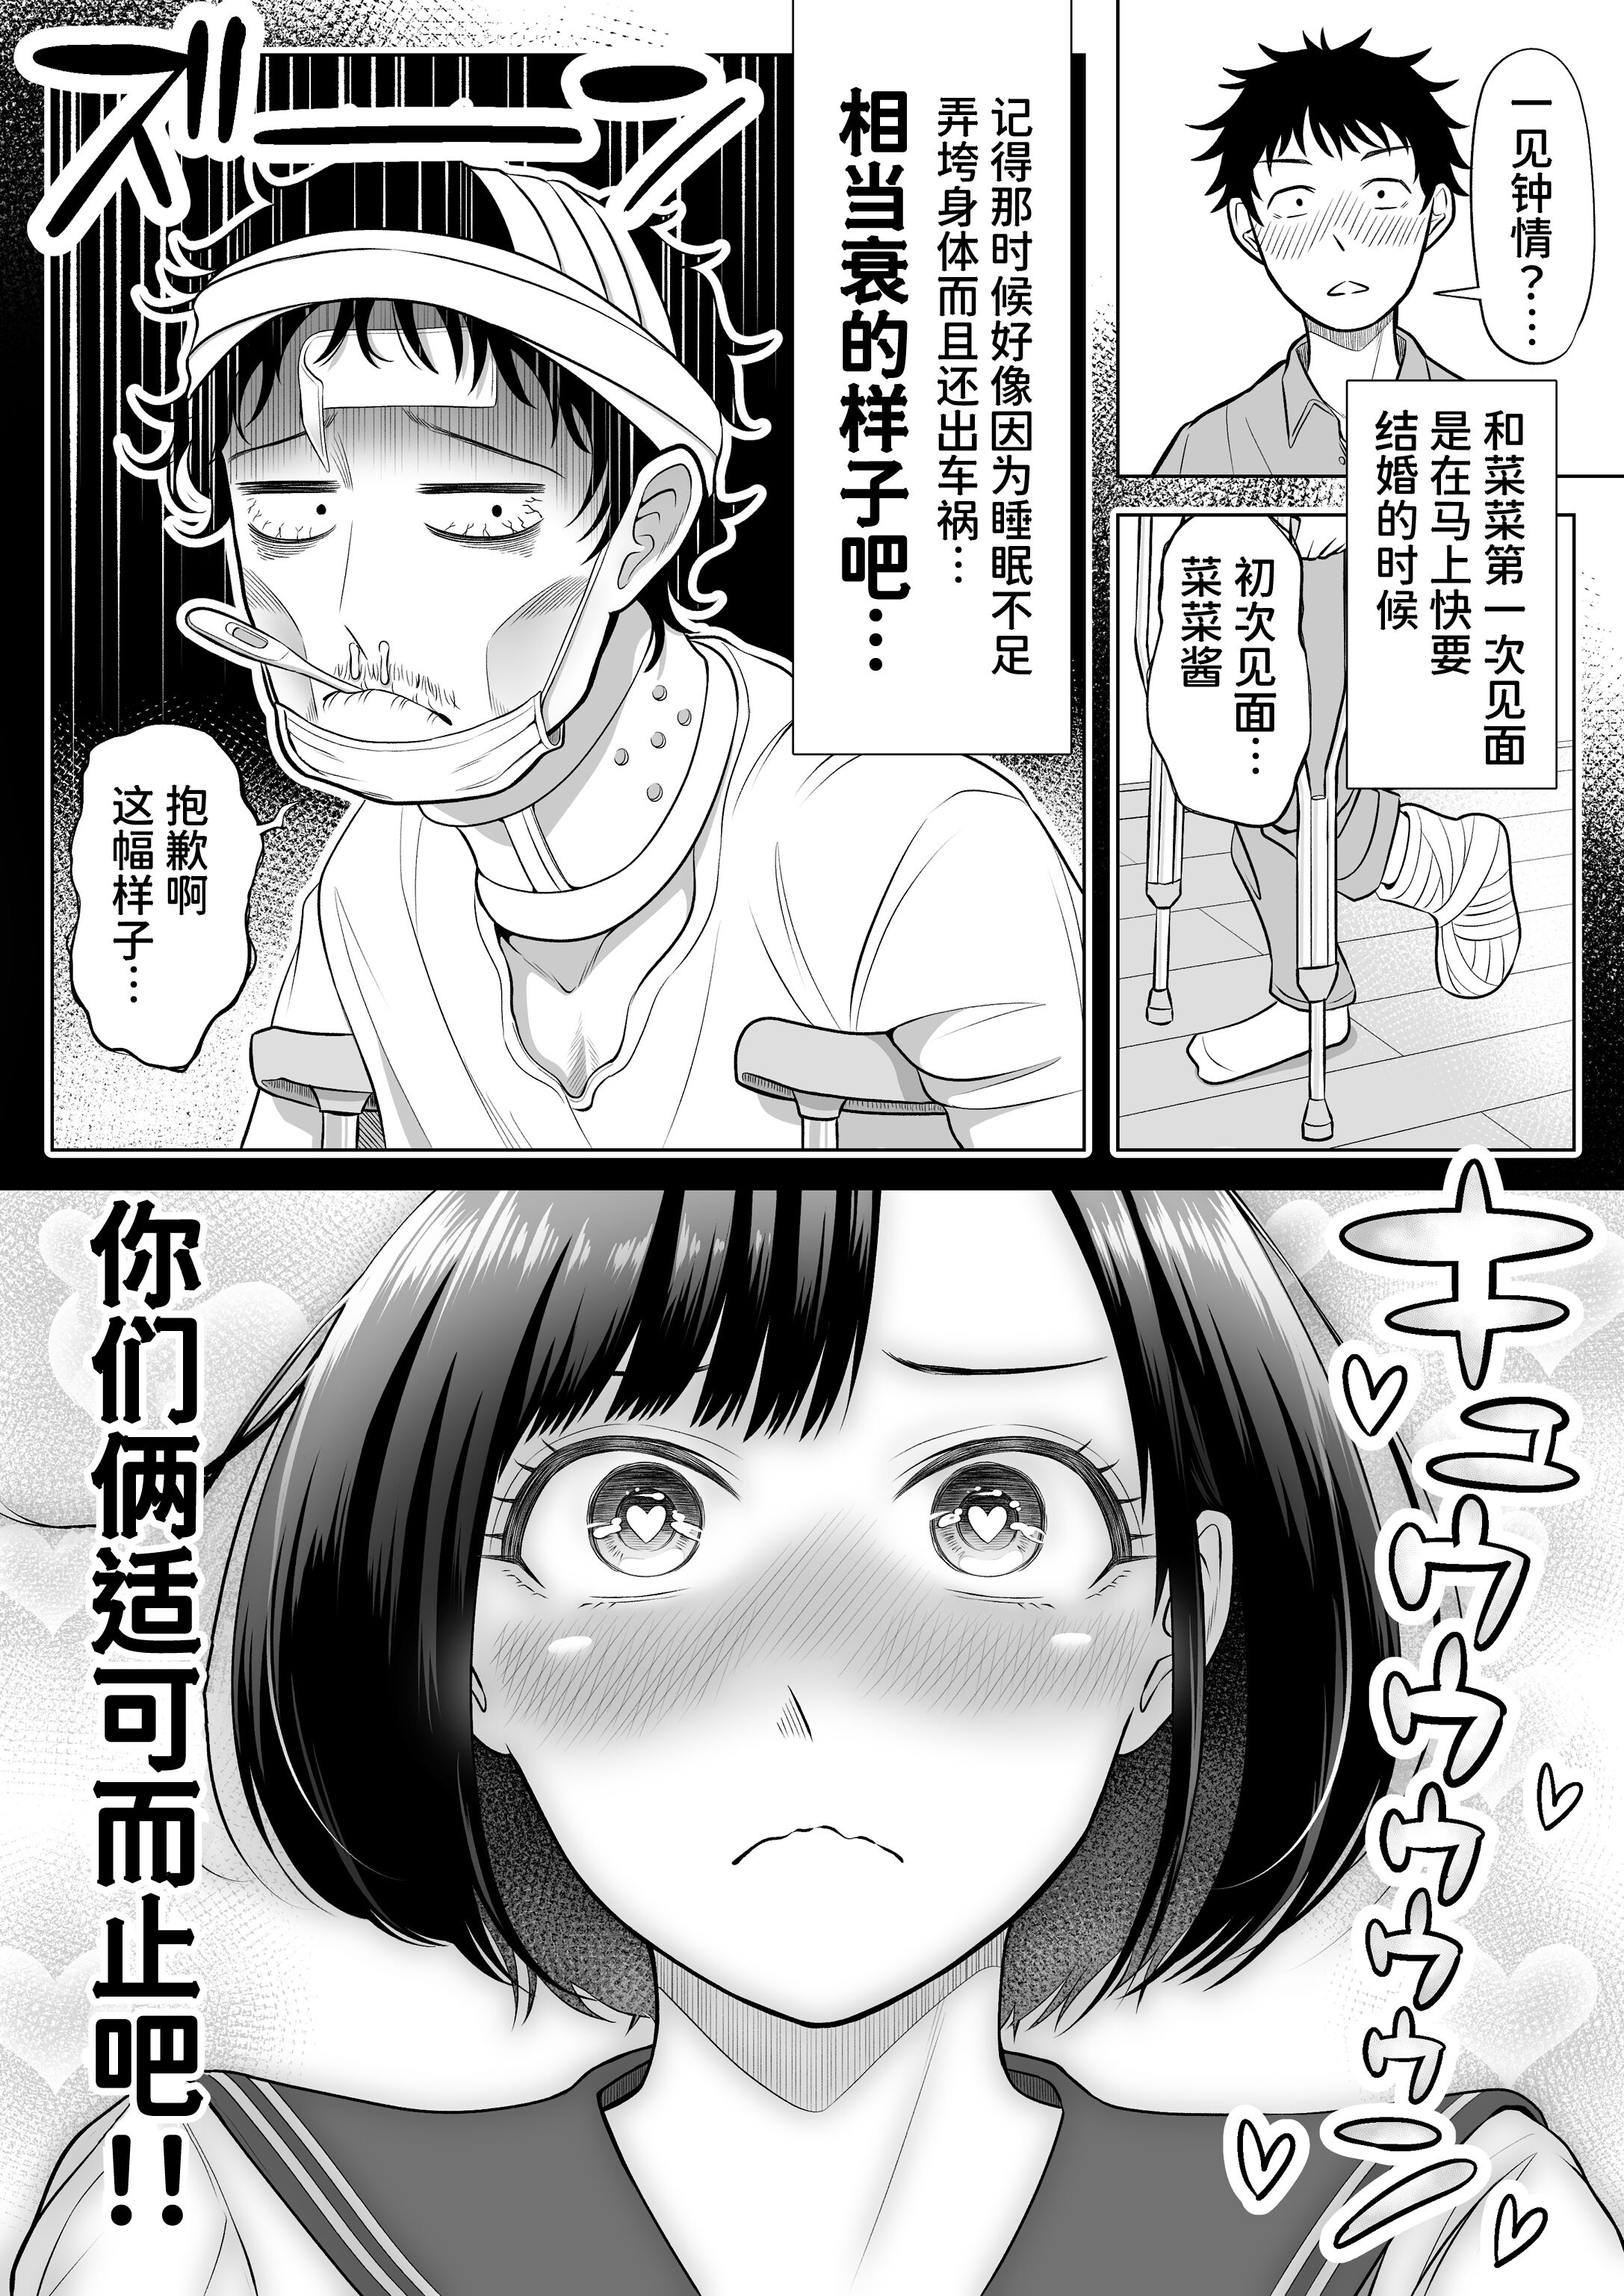 一见钟情？……
和菜菜第一次见面
是在马上快要
结婚的时候
初次见面…
菜菜酱
记得那时候好像因为睡眠不足
弄垮身体而且还出车祸…
相当衰的样子吧…
ズーン
抱歉啊
这幅样子…
キュウウウウウウン
你们俩适可而止吧！！